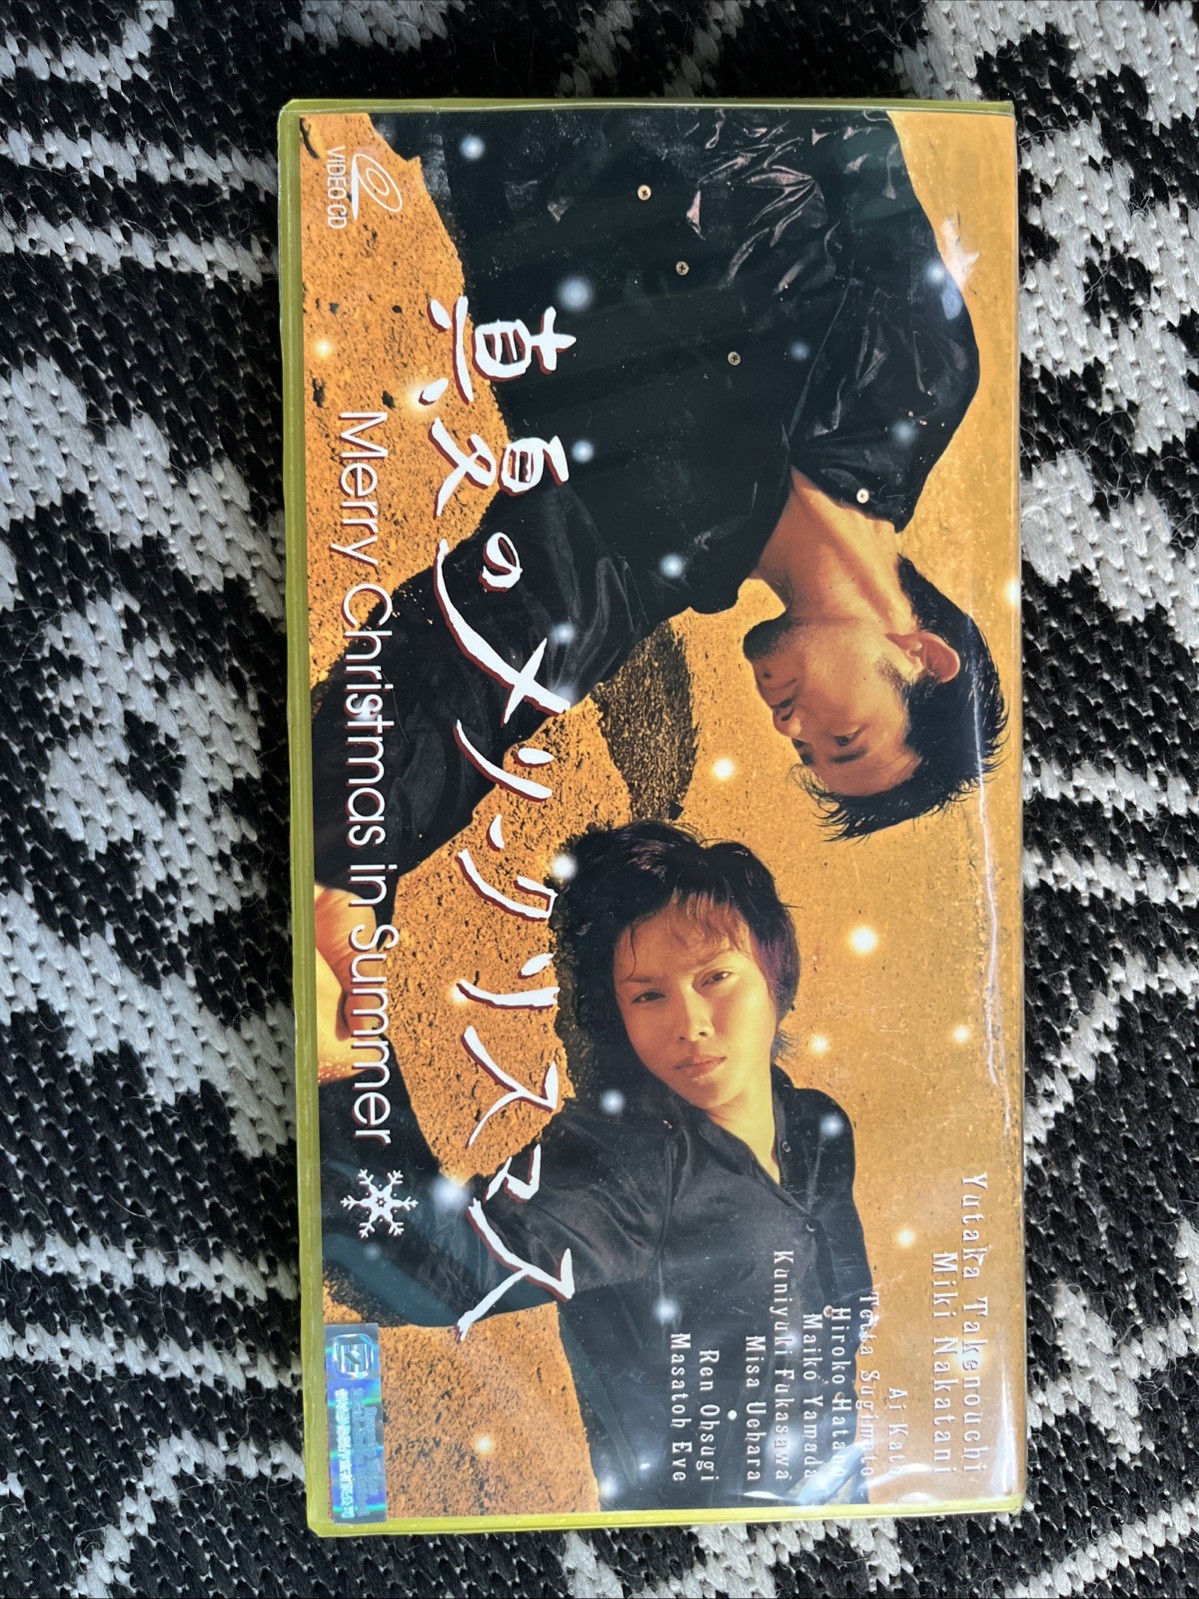 真夏のメリークリスマス
Merry Christmas in Summer
Yutaka Takenouchi
Miki Nakatani
Ai Kato
Tetta Sugimoto
Hiroko Hatano
Maiko Yamada
Kuniyuki Fukasawa
Misa Uehara
•
Ren Ohsugi
Masatoh Eve
VIDEO CD